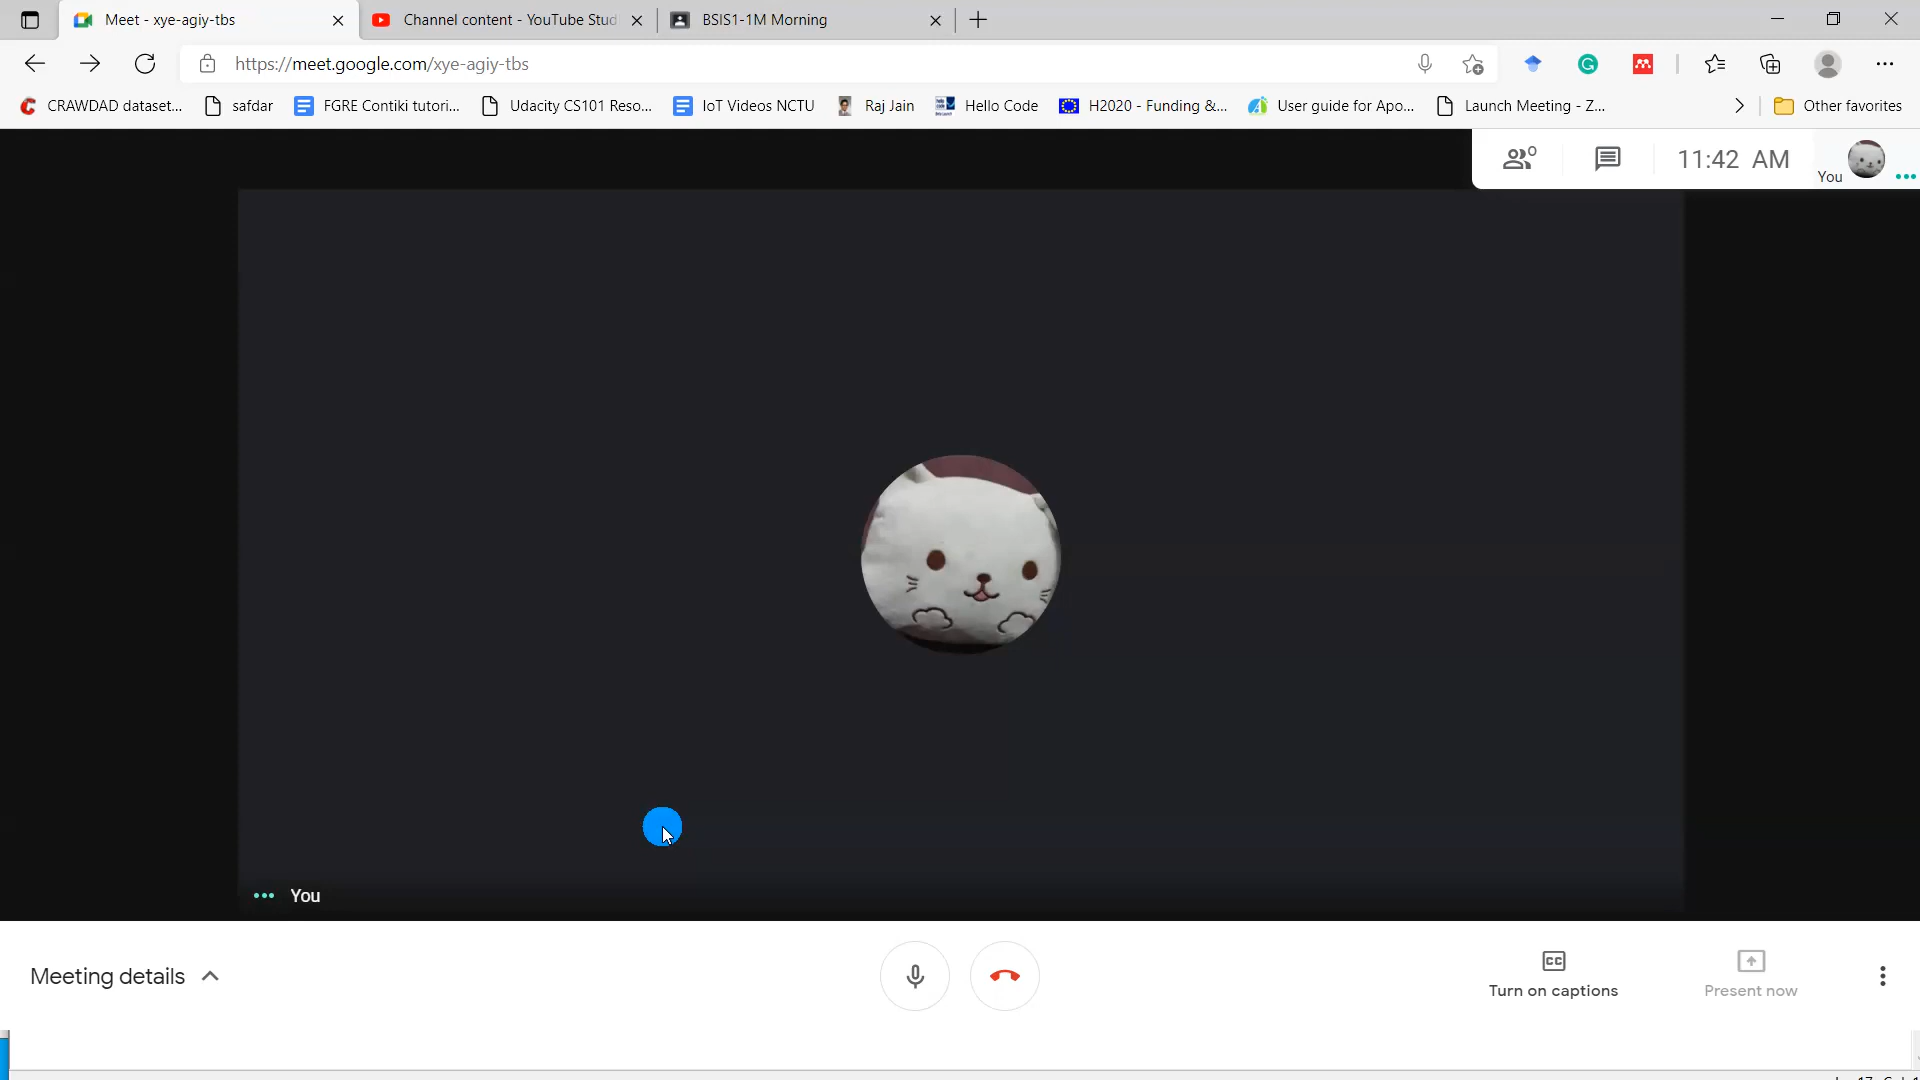 Meet - xye-agiy-tbs
Channel content - YouTube Stud
BSIS1-1M Morning
https://meet.google.com/xye-agiy-tbs
CRAWDAD dataset...
safdar
FGRE Contiki tutori...
Udacity CS101 Reso...
IoT Videos NCTU
Raj Jain
Hello Code
H2020 - Funding &...
User guide for Apo...
Launch Meeting - Z...
Other favorites
0
11:42 AM
You
You
Meeting details
CC
Turn on captions
Present now